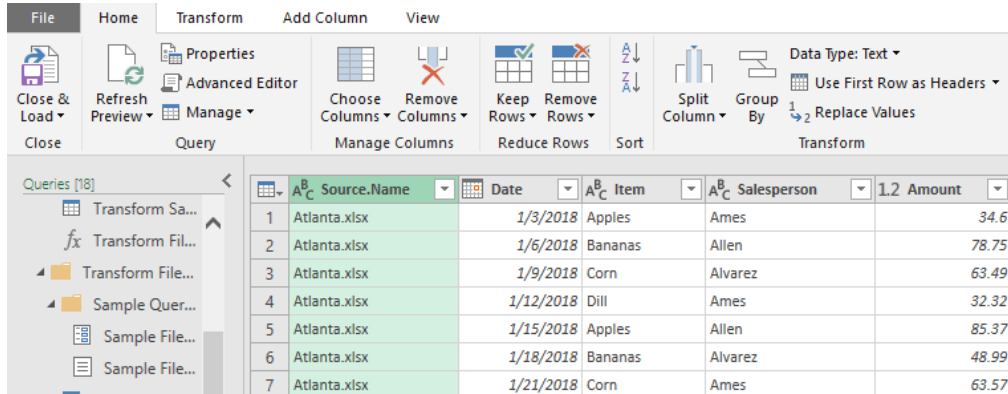 File Home Transform Add Column View
Properties
Advanced Editor
Manage
Close & Load
Refresh Preview
Choose Columns
Remove Columns
Keep Rows
Remove Rows
A Z
Z A
Split Column
Group By
Data Type: Text
Use First Row as Headers
1 2 Replace Values
Close Query Manage Columns Reduce Rows Sort Transform
Queries [18]
Transform Sa...
fx Transform Fil...
Transform File...
Sample Quer...
Sample File...
Sample File...
ABC Source.Name Date ABC Item ABC Salesperson 1.2 Amount
1 Atlanta.xlsx 1/3/2018 Apples Ames 34.6
2 Atlanta.xlsx 1/6/2018 Bananas Allen 78.75
3 Atlanta.xlsx 1/9/2018 Corn Alvarez 63.49
4 Atlanta.xlsx 1/12/2018 Dill Ames 32.32
5 Atlanta.xlsx 1/15/2018 Apples Allen 85.37
6 Atlanta.xlsx 1/18/2018 Bananas Alvarez 48.99
7 Atlanta.xlsx 1/21/2018 Corn Ames 63.57